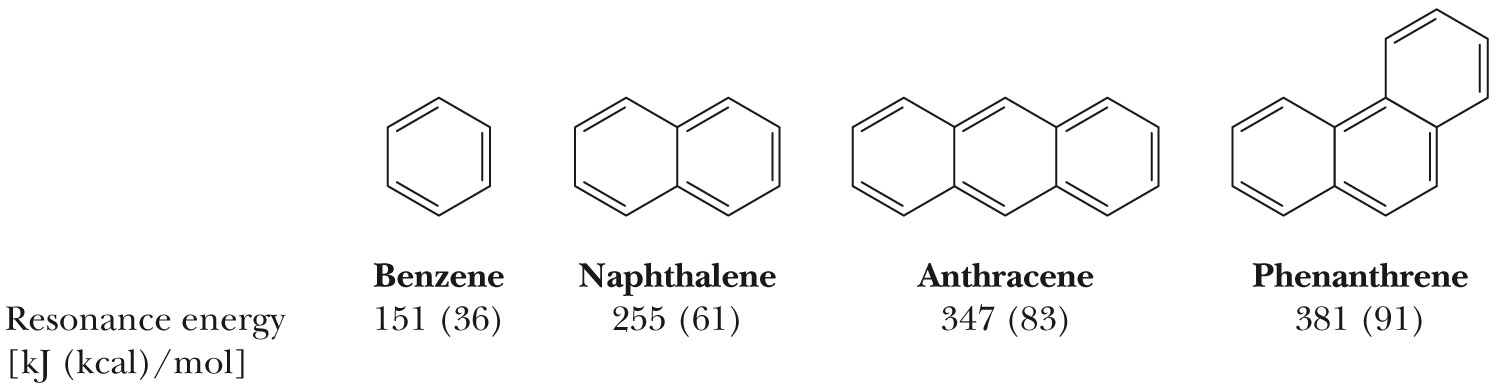 Benzene Naphthalene Anthracene Phenanthrene
Resonance energy 151 (36) 255 (61) 347 (83) 381 (91)
[kJ (kcal)/mol]